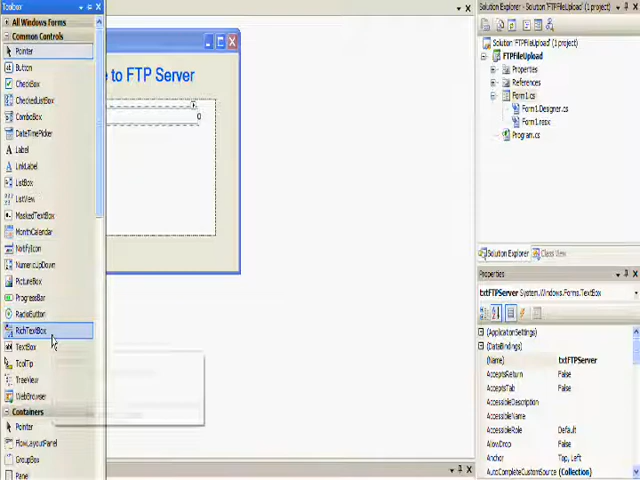 Toolbox
All Windows Forms
Common Controls
Pointer
Button
CheckBox
CheckedListBox
ComboBox
DateTimePicker
Label
LinkLabel
ListBox
ListView
MaskedTextBox
MonthCalendar
NotifyIcon
NumericUpDown
PictureBox
ProgressBar
RadioButton
RichTextBox
TextBox
ToolTip
TreeView
WebBrowser
Containers
Pointer
FlowLayoutPanel
GroupBox
Panel
e to FTP Server
Solution Explorer - Solution 'FTPFileUpload' (1 project)
Solution 'FTPFileUpload' (1 project)
FTPFileUpload
Properties
References
Form1.cs
Form1.Designer.cs
Form1.resx
Program.cs
Solution Explorer
Class View
Properties
txtFTPServer System.Windows.Forms.TextBox
(ApplicationSettings)
(DataBindings)
(Name) txtFTPServer
AcceptsReturn False
AcceptsTab False
AccessibleDescription
AccessibleName
AccessibleRole Default
AllowDrop False
Anchor Top, Left
AutoCompleteCustomSource (Collection)